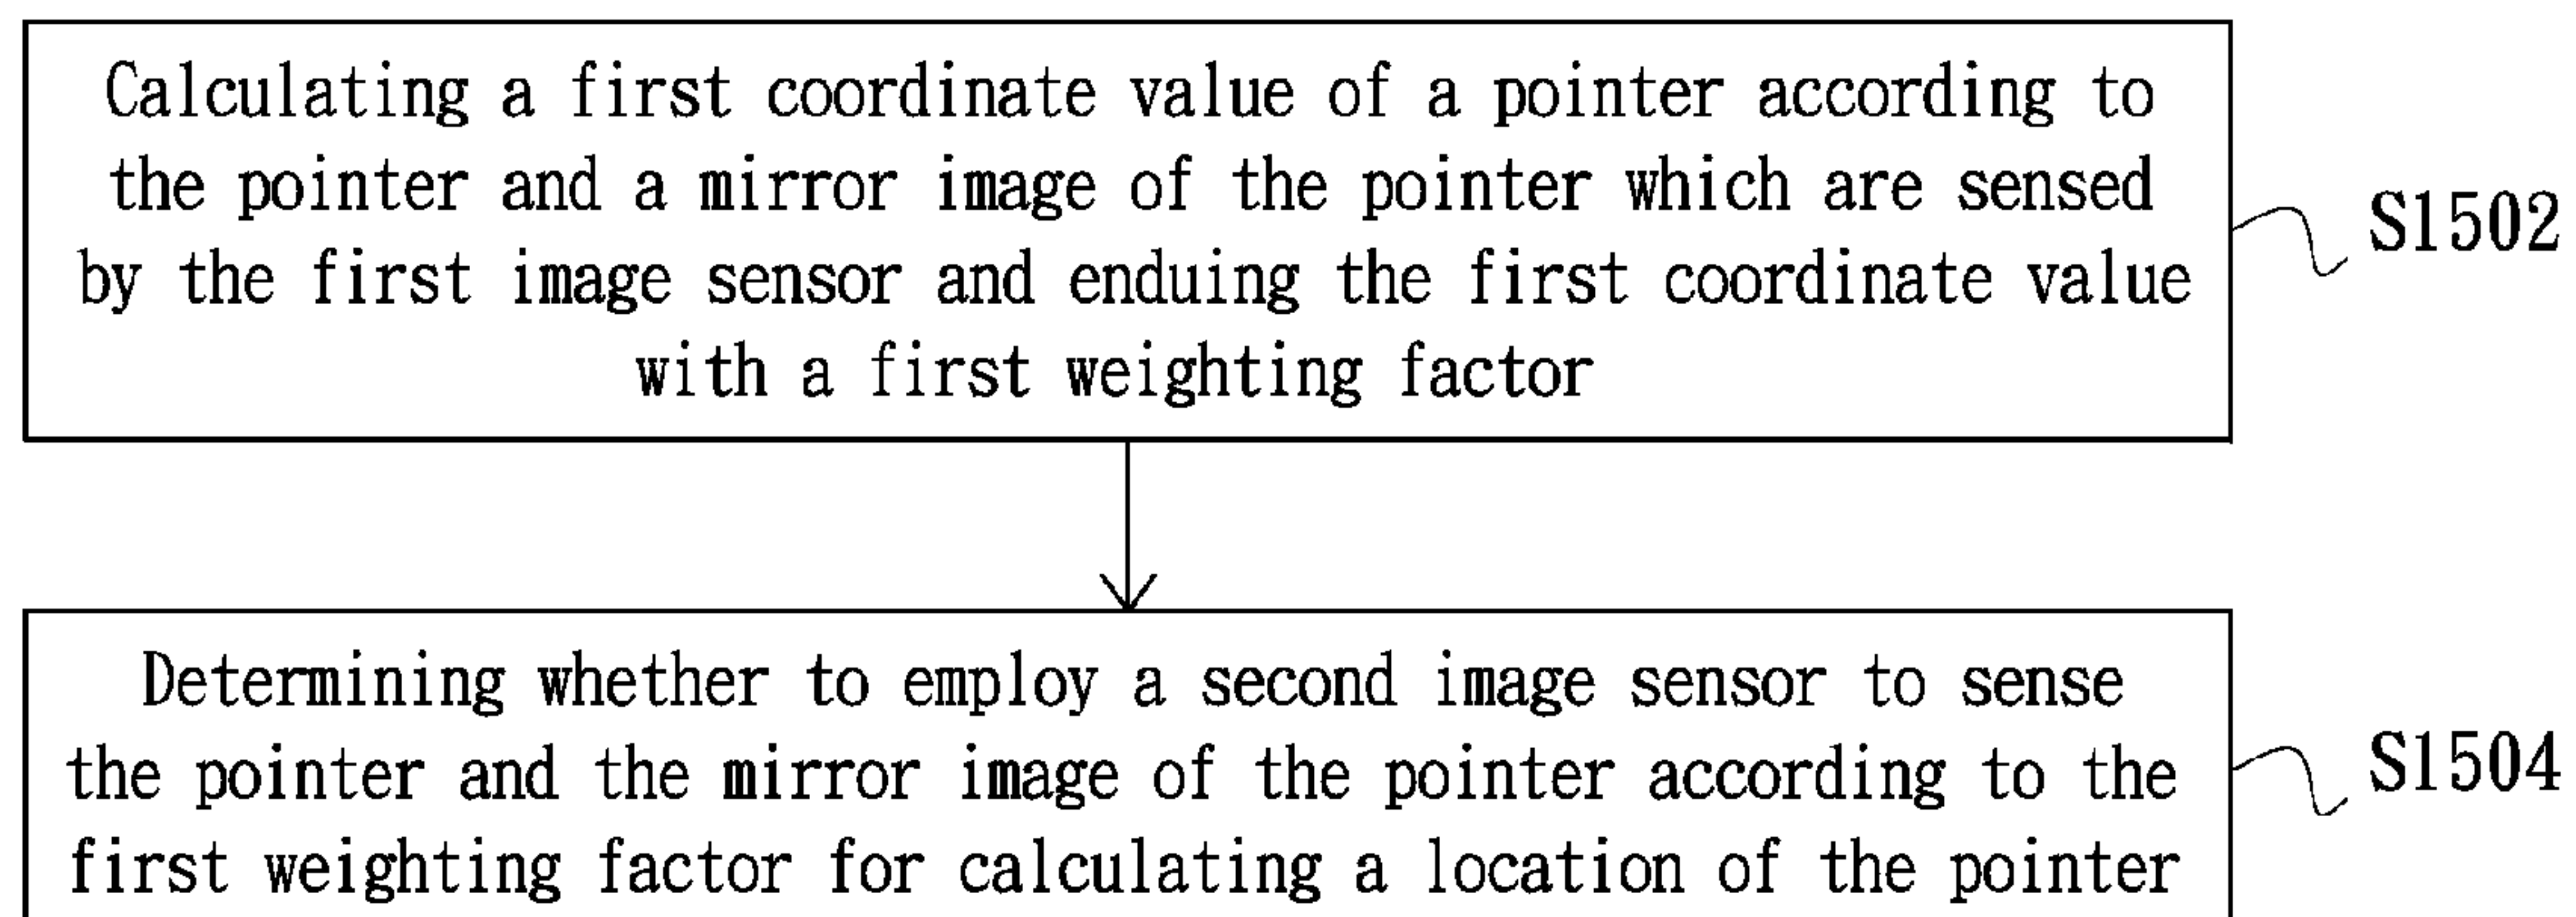 Calculating a first coordinate value of a pointer according to
the pointer and a mirror image of the pointer which are sensed
by the first image sensor and enduing the first coordinate value
with a first weighting factor
S1502
Determining whether to employ a second image sensor to sense
the pointer and the mirror image of the pointer according to the
first weighting factor for calculating a location of the pointer
S1504